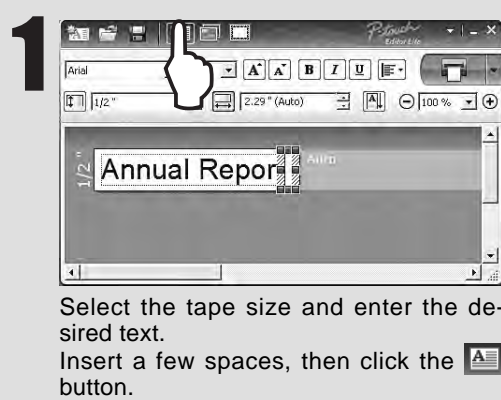 1
P-touch
Editor Lite
Arial
A A B I U
1/2"
2.29" (Auto)
A
100 %
1/2"
Annual Repor
Auto
Select the tape size and enter the de-
sired text.
Insert a few spaces, then click the A
button.